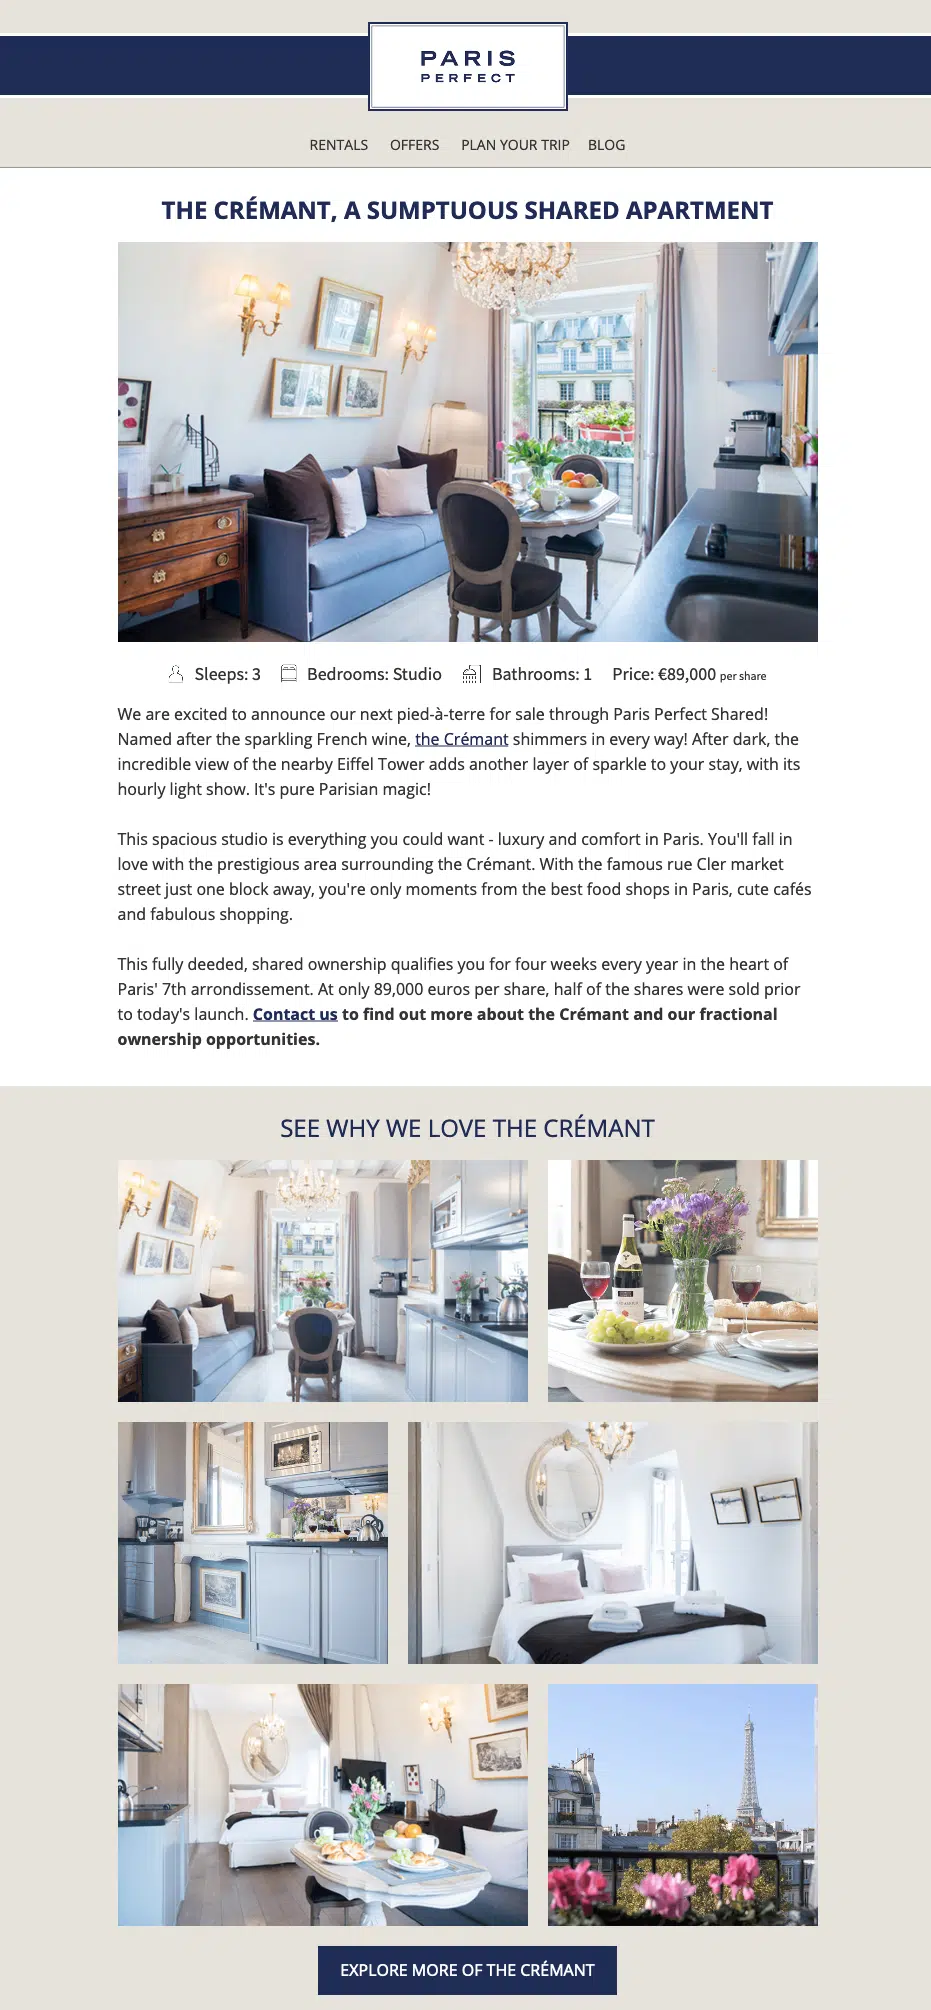 PARIS
PERFECT
RENTALS OFFERS PLAN YOUR TRIP BLOG
THE CRÉMANT, A SUMPTUOUS SHARED APARTMENT
Sleeps: 3 Bedrooms: Studio Bathrooms: 1 Price: €89,000 per share
We are excited to announce our next pied-à-terre for sale through Paris Perfect Shared!
Named after the sparkling French wine, the Crémant shimmers in every way! After dark, the
incredible view of the nearby Eiffel Tower adds another layer of sparkle to your stay, with its
hourly light show. It's pure Parisian magic!
This spacious studio is everything you could want - luxury and comfort in Paris. You'll fall in
love with the prestigious area surrounding the Crémant. With the famous rue Cler market
street just one block away, you're only moments from the best food shops in Paris, cute cafés
and fabulous shopping.
This fully deeded, shared ownership qualifies you for four weeks every year in the heart of
Paris' 7th arrondissement. At only 89,000 euros per share, half of the shares were sold prior
to today's launch. Contact us to find out more about the Crémant and our fractional
ownership opportunities.
SEE WHY WE LOVE THE CRÉMANT
EXPLORE MORE OF THE CRÉMANT